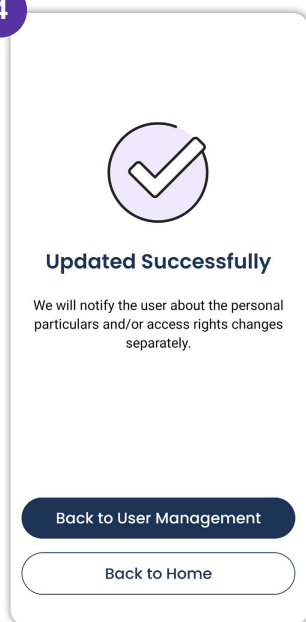 4
Updated Successfully
We will notify the user about the personal
particulars and/or access rights changes
separately.
Back to User Management
Back to Home